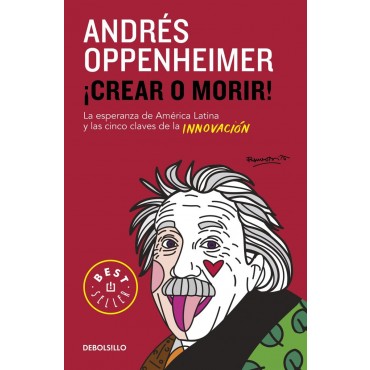 ANDRÉS
OPPENHEIMER
¡CREAR O MORIR!
La esperanza de América Latina
y las cinco claves de la INNOVACIÓN
BEST
SELLER
DEBOLSILLO